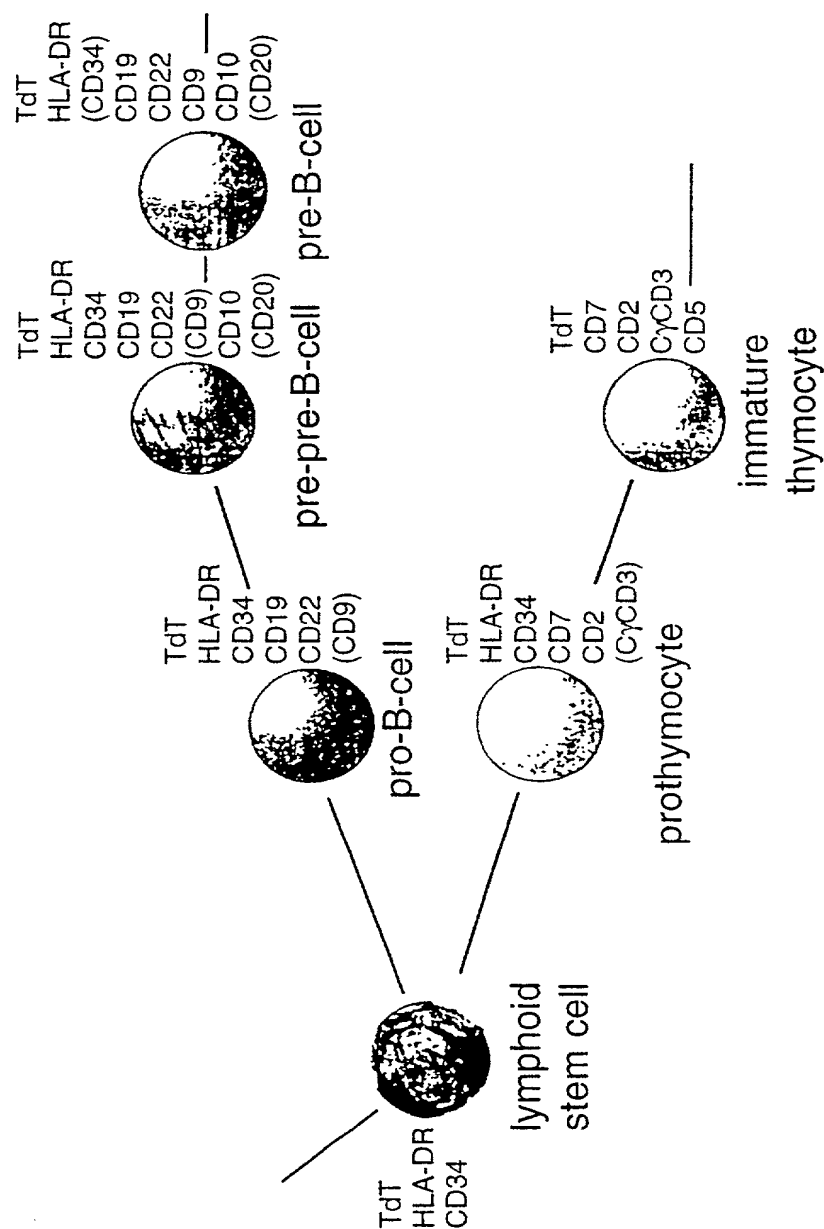 TdT
HLA-DR
CD34
lymphoid
stem cell
TdT
HLA-DR
CD34
CD19
CD22
(CD9)
pro-B-cell
TdT
HLA-DR
CD34
CD19
CD22
(CD9)
CD10
(CD20)
pre-pre-B-cell
TdT
HLA-DR
(CD34)
CD19
CD22
CD9
CD10
(CD20)
pre-B-cell
TdT
HLA-DR
CD34
CD7
CD2
(CγCD3)
prothymocyte
TdT
CD7
CD2
CγCD3
CD5
immature
thymocyte